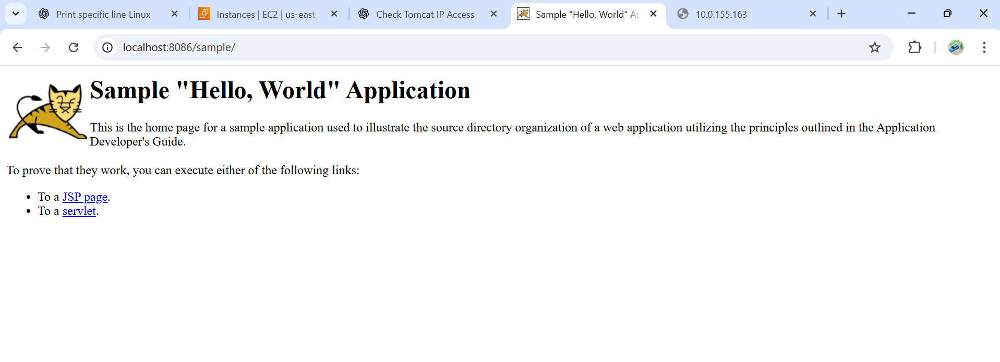 Print specific line Linux
Instances | EC2 | us-east-
Check Tomcat IP Access
Sample "Hello, World" Ap
10.0.155.163
localhost:8086/sample/
Sample "Hello, World" Application
This is the home page for a sample application used to illustrate the source directory organization of a web application utilizing the principles outlined in the Application
Developer's Guide.
To prove that they work, you can execute either of the following links:
• To a JSP page.
• To a servlet.